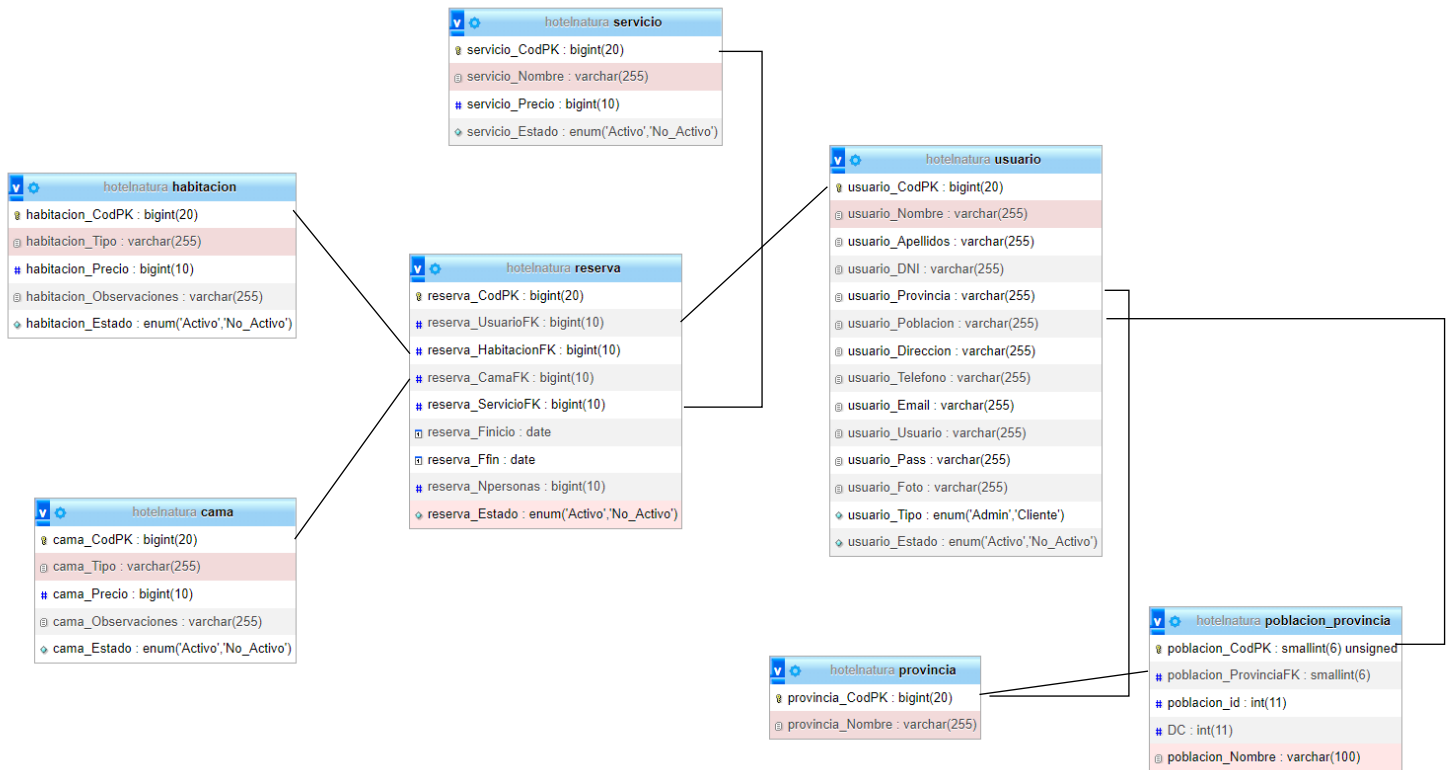 hotelnatura servicio
servicio_CodPK : bigint(20)
servicio_Nombre : varchar(255)
servicio_Precio : bigint(10)
servicio_Estado : enum('Activo','No_Activo')
hotelnatura habitacion
habitacion_CodPK : bigint(20)
habitacion_Tipo : varchar(255)
habitacion_Precio : bigint(10)
habitacion_Observaciones : varchar(255)
habitacion_Estado : enum('Activo','No_Activo')
hotelnatura reserva
reserva_CodPK : bigint(20)
reserva_UsuarioFK : bigint(10)
reserva_HabitacionFK : bigint(10)
reserva_CamaFK : bigint(10)
reserva_ServicioFK : bigint(10)
reserva_Finicio : date
reserva_Ffin : date
reserva_Npersonas : bigint(10)
reserva_Estado : enum('Activo','No_Activo')
hotelnatura usuario
usuario_CodPK : bigint(20)
usuario_Nombre : varchar(255)
usuario_Apellidos : varchar(255)
usuario_DNI : varchar(255)
usuario_Provincia : varchar(255)
usuario_Poblacion : varchar(255)
usuario_Direccion : varchar(255)
usuario_Telefono : varchar(255)
usuario_Email : varchar(255)
usuario_Usuario : varchar(255)
usuario_Pass : varchar(255)
usuario_Foto : varchar(255)
usuario_Tipo : enum('Admin','Cliente')
usuario_Estado : enum('Activo','No_Activo')
hotelnatura cama
cama_CodPK : bigint(20)
cama_Tipo : varchar(255)
cama_Precio : bigint(10)
cama_Observaciones : varchar(255)
cama_Estado : enum('Activo','No_Activo')
hotelnatura provincia
provincia_CodPK : bigint(20)
provincia_Nombre : varchar(255)
hotelnatura poblacion_provincia
poblacion_CodPK : smallint(6) unsigned
poblacion_ProvinciaFK : smallint(6)
poblacion_id : int(11)
DC : int(11)
poblacion_Nombre : varchar(100)